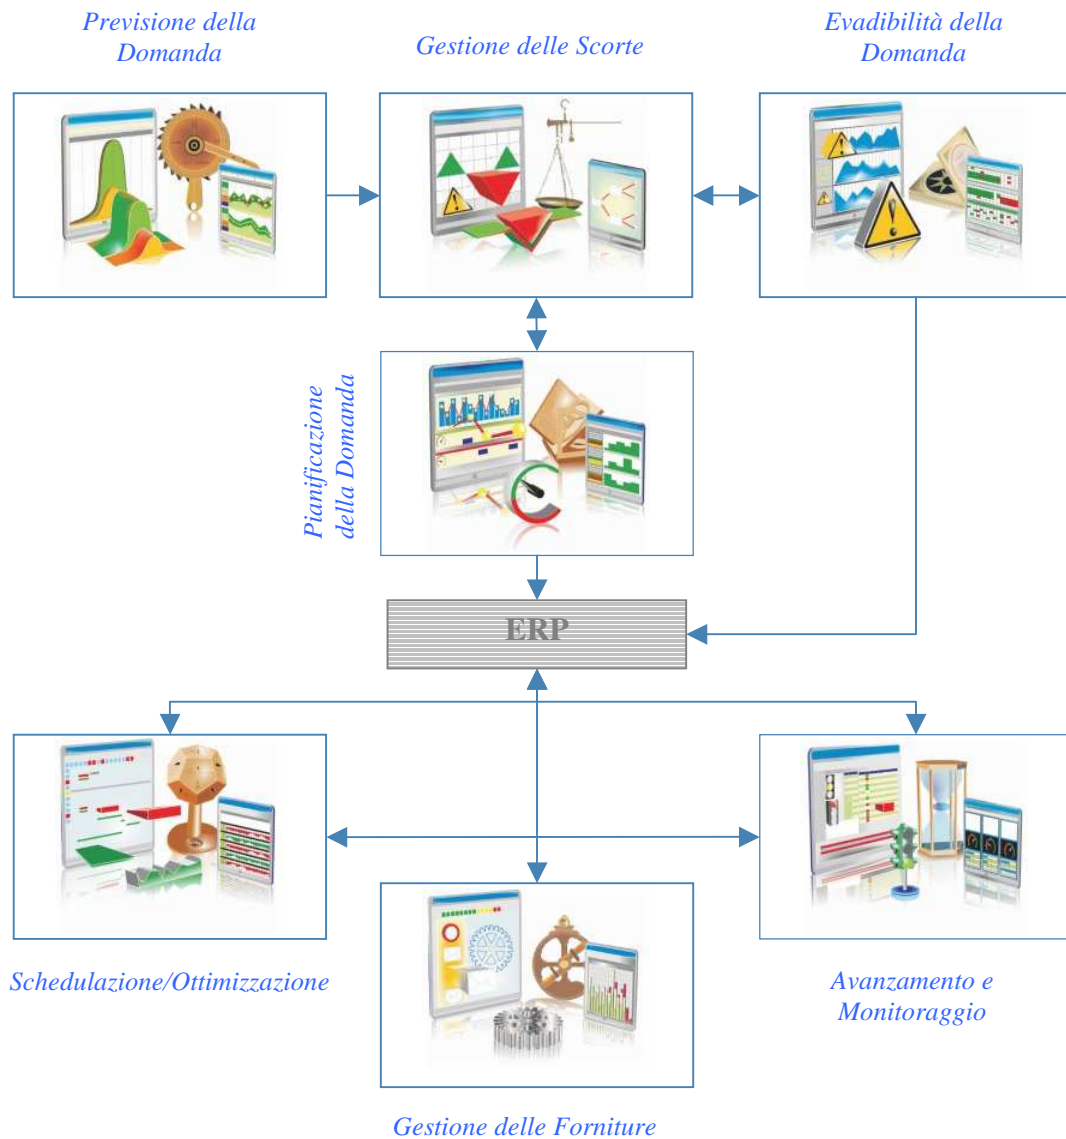 Previsione della
Domanda
Gestione delle Scorte
Evadibilità della
Domanda
Pianificazione
della Domanda
ERP
Schedulazione/Ottimizzazione
Avanzamento e
Monitoraggio
Gestione delle Forniture